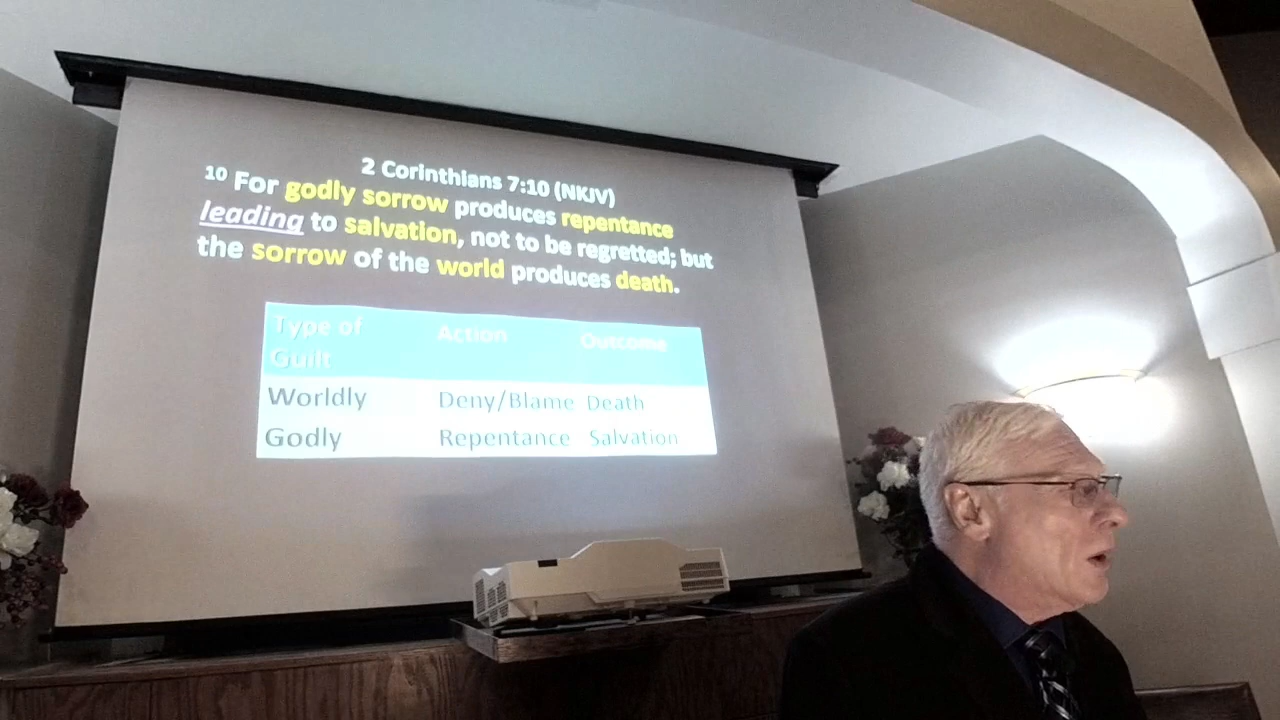 2 Corinthians 7:10 (NKJV)
10 For godly sorrow produces repentance
leading to salvation, not to be regretted; but
the sorrow of the world produces death.
Type of Guilt Action Outcome
Worldly Deny/Blame Death
Godly Repentance Salvation